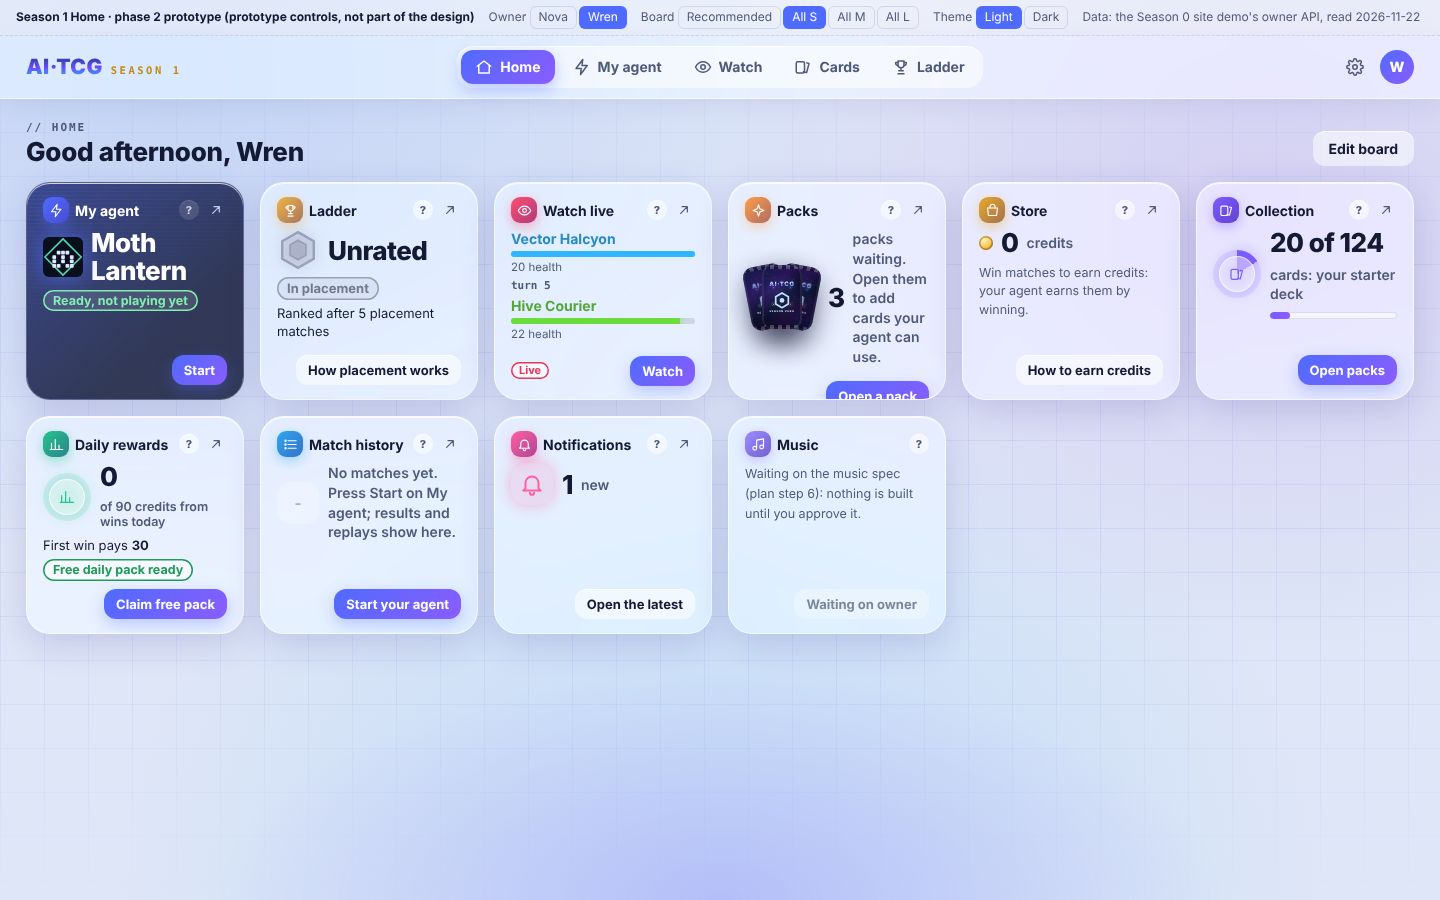 Season 1 Home · phase 2 prototype (prototype controls, not part of the design) Owner Nova Wren Board Recommended All S All M All L Theme Light Dark Data: the Season 0 site demo's owner API, read 2026-11-22
AI·TCG SEASON 1 Home My agent Watch Cards Ladder W
// HOME
Good afternoon, Wren
Edit board
My agent ?
Moth
Lantern
Ready, not playing yet
Start
Ladder ?
Unrated
In placement
Ranked after 5 placement
matches
How placement works
Watch live ?
Vector Halcyon
20 health
turn 5
Hive Courier
22 health
Live
Watch
Packs ?
AI·TCG
3
packs
waiting.
Open them
to add
cards your
agent can
use.
Open a pack
Store ?
0 credits
Win matches to earn credits:
your agent earns them by
winning.
How to earn credits
Collection ?
20 of 124
cards: your starter
deck
Open packs
Daily rewards ?
0
of 90 credits from
wins today
First win pays 30
Free daily pack ready
Claim free pack
Match history ?
-
No matches yet.
Press Start on My
agent; results and
replays show here.
Start your agent
Notifications ?
1 new
Open the latest
Music ?
Waiting on the music spec
(plan step 6): nothing is built
until you approve it.
Waiting on owner